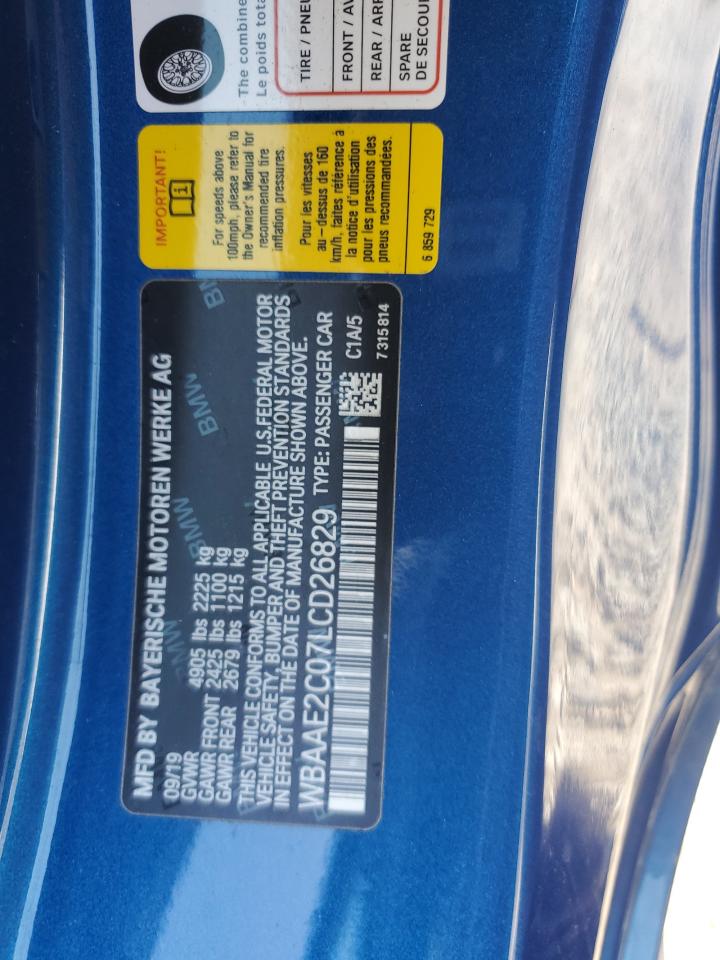 MFD BY BAYERISCHE MOTOREN WERKE AG
09/19
GVWR 4905 lbs 2225 kg
GAWR FRONT 2425 lbs 1100 kg
GAWR REAR 2679 lbs 1215 kg
THIS VEHICLE CONFORMS TO ALL APPLICABLE U.S.FEDERAL MOTOR
VEHICLE SAFETY, BUMPER AND THEFT PREVENTION STANDARDS
IN EFFECT ON THE DATE OF MANUFACTURE SHOWN ABOVE.
WBAAE2C07LCD26829 TYPE: PASSENGER CAR
C1A/5
7 315 814
BMW
BMW
BMW
IMPORTANT!
i
For speeds above
100mph, please refer to
the Owner's Manual for
recommended tire
inflation pressures.
Pour les vitesses
au-dessus de 160
km/h, faites référence à
la notice d'utilisation
pour les pressions des
pneus recommandées.
6 859 729
The combine
Le poids tota
TIRE / PNEU
FRONT / AV
REAR / ARR
SPARE
DE SECOU